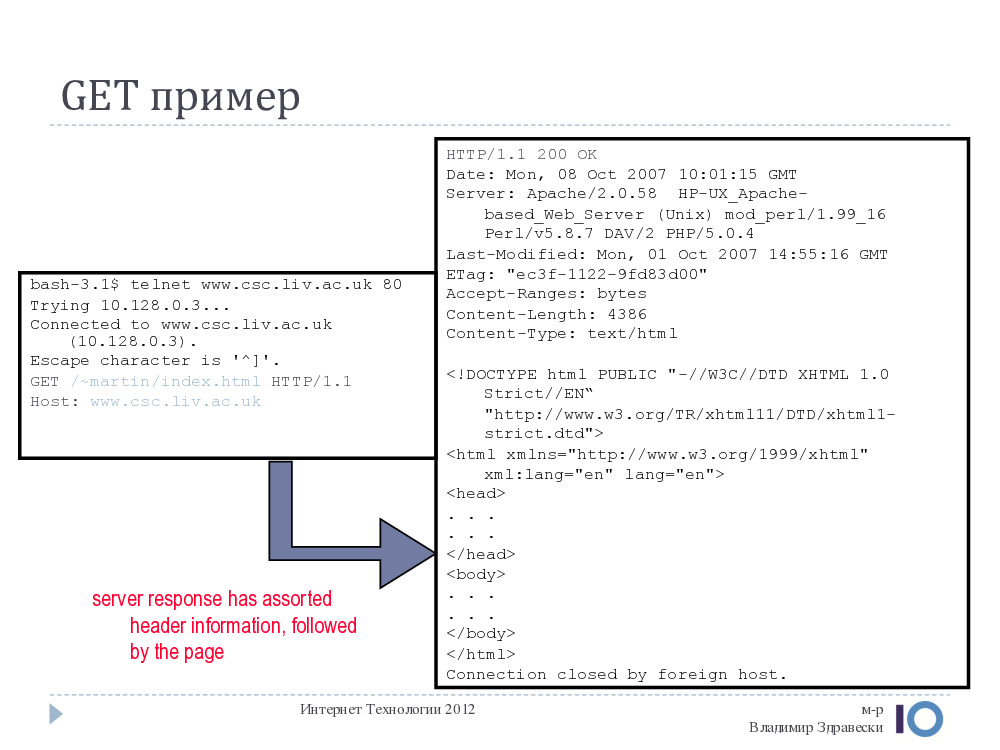 GET пример
bash-3.1$ telnet www.csc.liv.ac.uk 80
Trying 10.128.0.3...
Connected to www.csc.liv.ac.uk
(10.128.0.3).
Escape character is '^]'.
GET /~martin/index.html HTTP/1.1
Host: www.csc.liv.ac.uk
HTTP/1.1 200 OK
Date: Mon, 08 Oct 2007 10:01:15 GMT
Server: Apache/2.0.58  HP-UX_Apache-
based_Web_Server (Unix) mod_perl/1.99_16
Perl/v5.8.7 DAV/2 PHP/5.0.4
Last-Modified: Mon, 01 Oct 2007 14:55:16 GMT
ETag: "ec3f-1122-9fd83d00"
Accept-Ranges: bytes
Content-Length: 4386
Content-Type: text/html
<!DOCTYPE html PUBLIC "-//W3C//DTD XHTML 1.0
Strict//EN“
"http://www.w3.org/TR/xhtml11/DTD/xhtml1-
strict.dtd">
<html xmlns="http://www.w3.org/1999/xhtml"
xml:lang="en" lang="en">
<head>
. . .
. . .
</head>
<body>
. . .
. . .
</body>
</html>
Connection closed by foreign host.
server response has assorted
header information, followed
by the page
Интернет Технологии 2012
м-р
Владимир Здравески